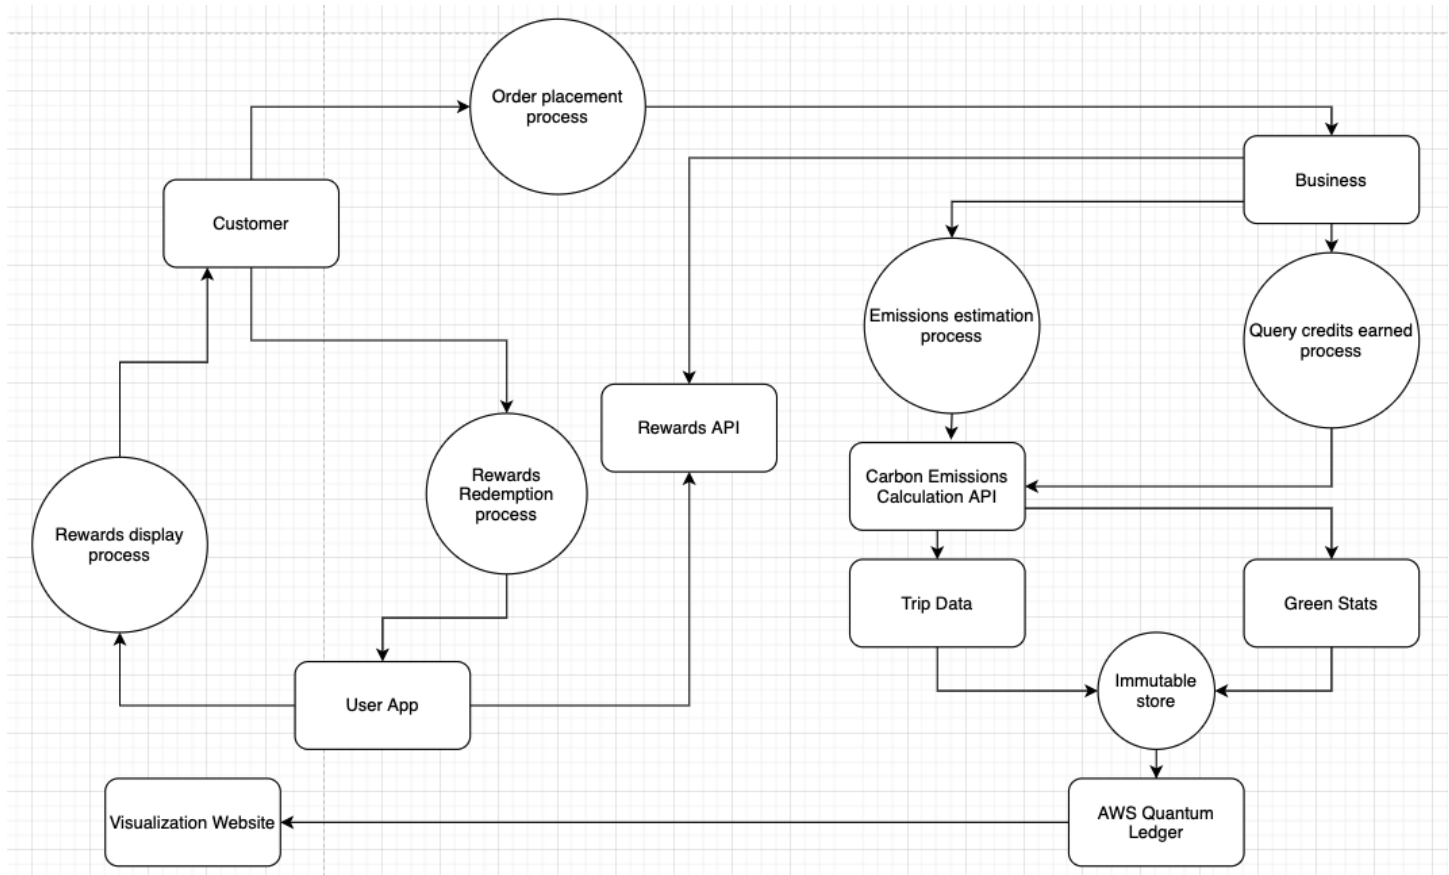 Order placement
process
Business
Customer
Emissions estimation
process
Query credits earned
process
Rewards API
Rewards
Redemption
process
Carbon Emissions
Calculation API
Rewards display
process
Trip Data
Green Stats
Immutable
store
User App
Visualization Website
AWS Quantum
Ledger